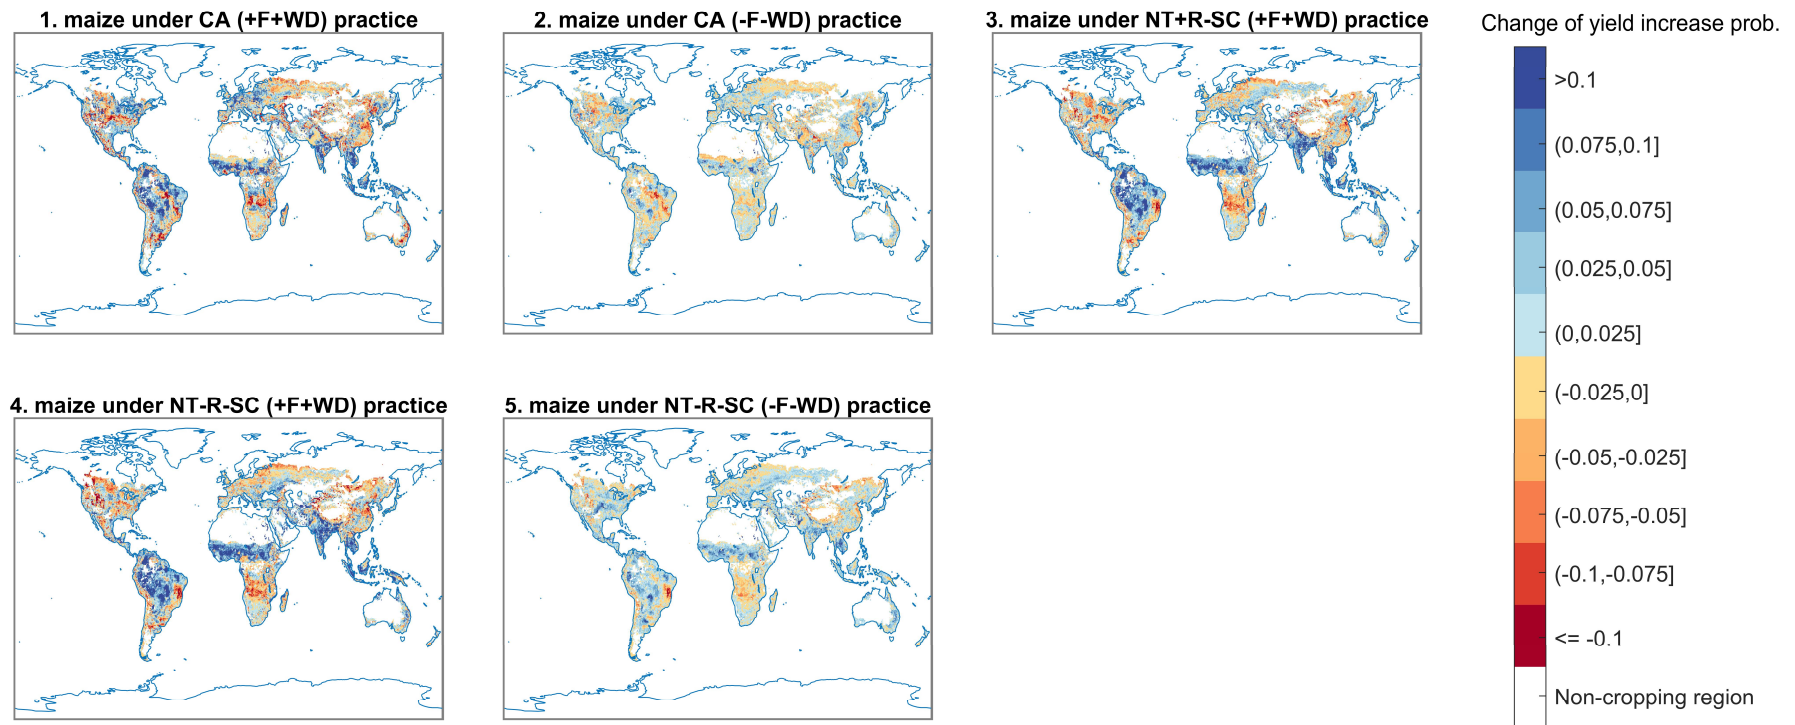 1. maize under CA (+F+WD) practice
2. maize under CA (-F-WD) practice
3. maize under NT+R-SC (+F+WD) practice
4. maize under NT-R-SC (+F+WD) practice
5. maize under NT-R-SC (-F-WD) practice
Change of yield increase prob.
>0.1
(0.075,0.1]
(0.05,0.075]
(0.025,0.05]
(0,0.025]
(-0.025,0]
(-0.05,-0.025]
(-0.075,-0.05]
(-0.1,-0.075]
<= -0.1
Non-cropping region